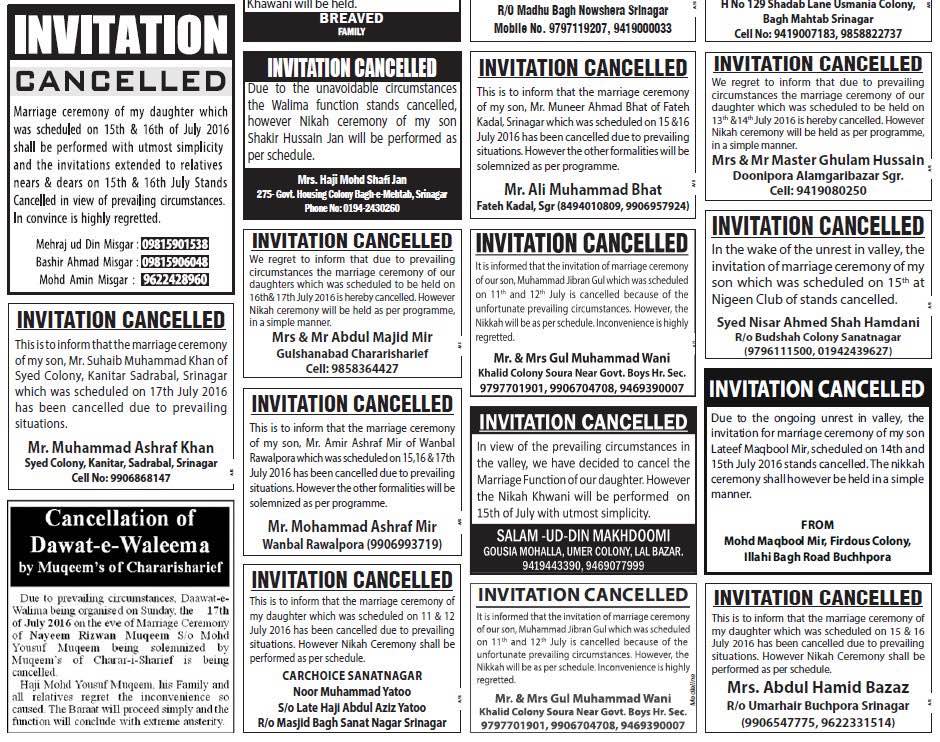 INVITATION
CANCELLED
Marriage ceremony of my daughter which
was scheduled on 15th & 16th of July 2016
shall be performed with utmost simplicity
and the invitations extended to relatives
nears & dears on 15th & 16th July Stands
Cancelled in view of prevailing circumstances.
In convince is highly regretted.
Mehraj ud Din Misgar : 09815901538
Bashir Ahmad Misgar : 09815906048
Mohd Amin Misgar : 9622428960
INVITATION CANCELLED
This is to inform that the marriage ceremony
of my son, Mr. Suhaib Muhammad Khan of
Syed Colony, Kanitar Sadrabal, Srinagar
which was scheduled on 17th July 2016
has been cancelled due to prevailing
situations.
Mr. Muhammad Ashraf Khan
Syed Colony, Kanitar, Sadrabal, Srinagar
Cell No: 9906868147
Cancellation of
Dawat-e-Waleema
by Muqeem's of Charisharief
Due to prevailing circumstances, Daawat-e-
Walima being organised on Sunday, the 17th
of July 2016 on the eve of Marriage Ceremony
of Nayeem Rizwan Muqeem S/o Mohd
Yousuf Muqeem being solemnized by
Muqeem's of Charar-i-Sharief is being
cancelled.
Haji Mohd Yousuf Muqeem, his Family and
all relatives regret the inconvenience so
caused. The Baraat will proceed simply and the
function will conclude with extreme austerity.
Khawani will be held.
BREAVED
FAMILY
INVITATION CANCELLED
Due to the unavoidable circumstances
the Walima function stands cancelled,
however Nikah ceremony of my son
Shakir Hussain Jan will be performed as
per schedule.
Mrs. Haji Mohd Shafi Jan
275- Govt. Housing Colony Bagh-e-Mehtab, Srinagar
Phone No: 0194-2430260
INVITATION CANCELLED
We regret to inform that due to prevailing
circumstances the marriage ceremony of our
daughters which was scheduled to be held on
16th& 17th July 2016 is hereby cancelled. However
Nikah ceremony will be held as per programme,
in a simple manner.
Mrs & Mr Abdul Majid Mir
Gulshanabad Chararisharief
Cell: 9858364427
INVITATION CANCELLED
This is to inform that the marriage ceremony
of my son, Mr. Amir Ashraf Mir of Wanbal
Rawalpora which was scheduled on 15,16 & 17th
July 2016 has been cancelled due to prevailing
situations. However the other formalities will be
solemnized as per programme.
Mr. Mohammad Ashraf Mir
Wanbal Rawalpora (9906993719)
INVITATION CANCELLED
This is to inform that the marriage ceremony of
my daughter which was scheduled on 11 & 12
July 2016 has been cancelled due to prevailing
situations. However Nikah Ceremony shall be
performed as per schedule.
CARCHOICE SANATNAGAR
Noor Muhammad Yatoo
S/o Late Haji Abdul Aziz Yatoo
R/o Masjid Bagh Sanat Nagar Srinagar
R/O Madhu Bagh Nowshera Srinagar
Mobile No. 9797119207, 9419000033
INVITATION CANCELLED
This is to inform that the marriage ceremony
of my son, Mr. Muneer Ahmad Bhat of Fateh
Kadal, Srinagar which was scheduled on 15 &16
July 2016 has been cancelled due to prevailing
situations. However the other formalities will be
solemnized as per programme.
Mr. Ali Muhammad Bhat
Fateh Kadal, Sgr (8494010809, 9906957924)
INVITATION CANCELLED
It is informed that the invitation of marriage ceremony
of our son, Muhammad Jibran Gul which was scheduled
on 11th and 12th July is cancelled because of the
unfortunate prevailing circumstances. However, the
Nikkah will be as per schedule. Inconvenience is highly
regretted.
Mr. & Mrs Gul Muhammad Wani
Khalid Colony Soura Near Govt. Boys Hr. Sec.
9797701901, 9906704708, 9469390007
INVITATION CANCELLED
In view of the prevailing circumstances in
the valley, we have decided to cancel the
Marriage Function of our daughter. However
the Nikah Khwani will be performed on
15th of July with utmost simplicity.
SALAM -UD-DIN MAKHDOOMI
GOUSIA MOHALLA, UMER COLONY, LAL BAZAR.
9419443390, 9469077999
INVITATION CANCELLED
It is informed that the invitation of marriage ceremony
of our son, Muhammad Jibran Gul which was scheduled
on 11th and 12th July is cancelled because of the
unfortunate prevailing circumstances. However, the
Nikkah will be as per schedule. Inconvenience is highly
regretted.
Mr. & Mrs Gul Muhammad Wani
Khalid Colony Soura Near Govt. Boys Hr. Sec.
9797701901, 9906704708, 9469390007
Medialine
H No 129 Shadab Lane Usmania Colony,
Bagh Mahtab Srinagar
Cell No: 9419007183, 9858822737
INVITATION CANCELLED
We regret to inform that due to prevailing
circumstances the marriage ceremony of our
daughter which was scheduled to be held on
13th &14th July 2016 is hereby cancelled. However
Nikah ceremony will be held as per programme,
in a simple manner.
Mrs & Mr Master Ghulam Hussain
Doonipora Alamgaribazar Sgr.
Cell: 9419080250
INVITATION CANCELLED
In the wake of the unrest in valley, the
invitation of marriage ceremony of my
son which was scheduled on 15th at
Nigeen Club of stands cancelled.
Syed Nisar Ahmed Shah Hamdani
R/o Budshah Colony Sanatnagar
(9796111500, 01942439627)
INVITATION CANCELLED
Due to the ongoing unrest in valley, the
invitation for marriage ceremony of my son
Lateef Maqbool Mir, scheduled on 14th and
15th July 2016 stands cancelled. The nikkah
ceremony shall however be held in a simple
manner.
FROM
Mohd Maqbool Mir, Firdous Colony,
Illahi Bagh Road Buchhpora
INVITATION CANCELLED
This is to inform that the marriage ceremony of
my daughter which was scheduled on 15 & 16
July 2016 has been cancelled due to prevailing
situations. However Nikah Ceremony shall be
performed as per schedule.
Mrs. Abdul Hamid Bazaz
R/o Umarhair Buchpora Srinagar
(9906547775, 9622331514)